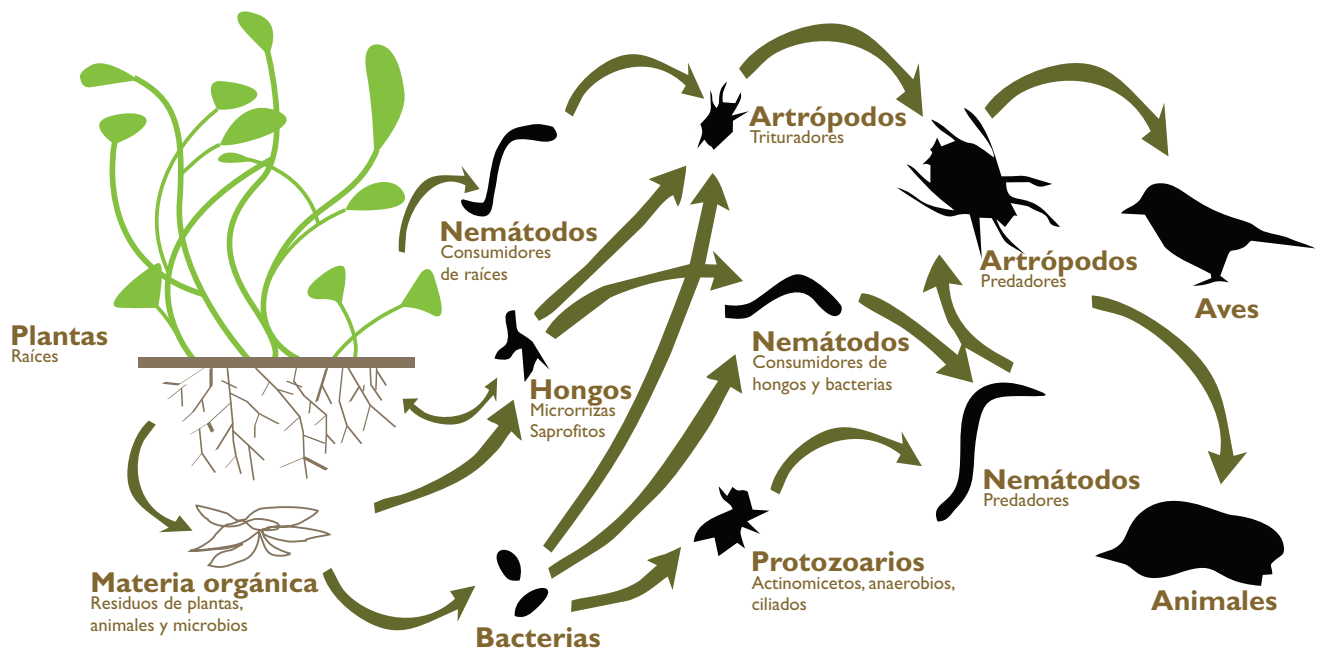 Plantas
Raíces
Materia orgánica
Residuos de plantas,
animales y microbios
Nemátodos
Consumidores
de raíces
Hongos
Microrrizas
Saprofitos
Bacterias
Artrópodos
Trituradores
Nemátodos
Consumidores de
hongos y bacterias
Protozoarios
Actinomicetos, anaerobios,
ciliados
Artrópodos
Predadores
Nemátodos
Predadores
Aves
Animales